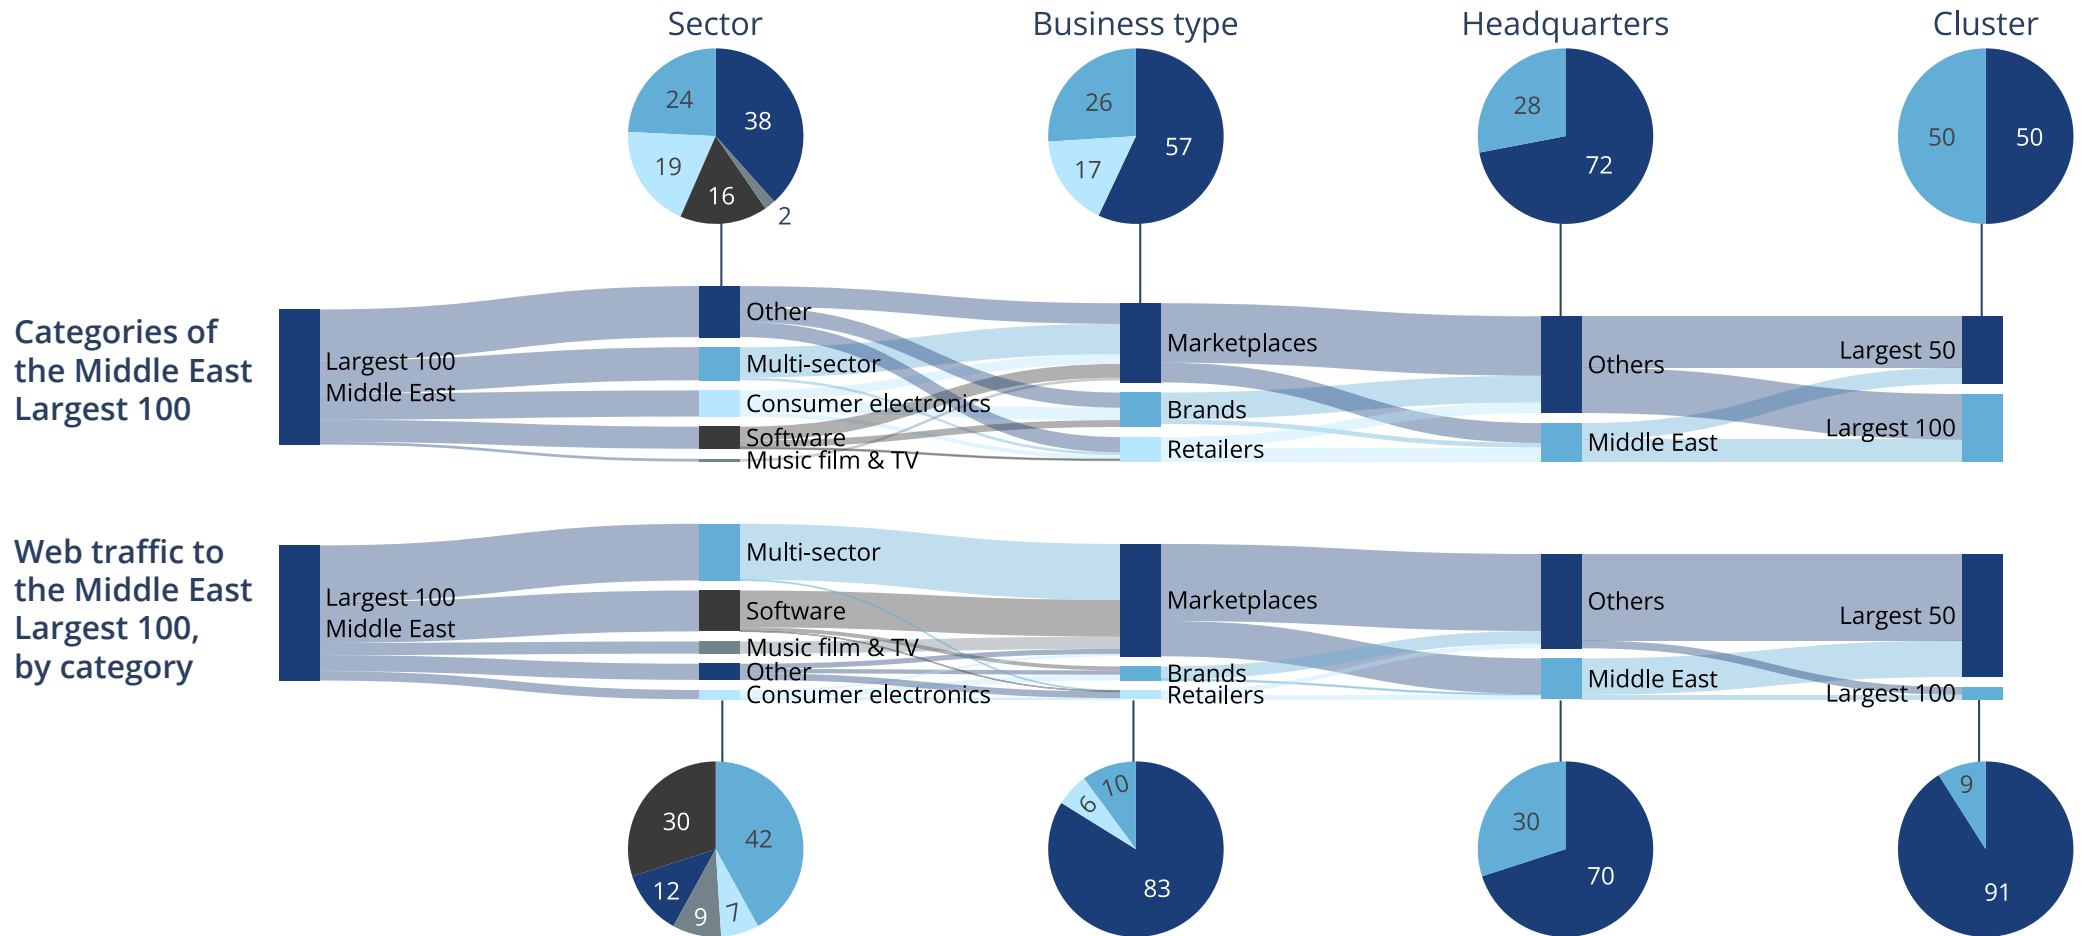 Sector
Business type
Headquarters
Cluster
24
38
19
16
2
26
57
17
28
72
50
50
Categories of
the Middle East
Largest 100
Largest 100
Middle East
Other
Multi-sector
Consumer electronics
Software
Music film & TV
Marketplaces
Brands
Retailers
Others
Middle East
Largest 50
Largest 100
Web traffic to
the Middle East
Largest 100,
by category
Largest 100
Middle East
Multi-sector
Software
Music film & TV
Other
Consumer electronics
Marketplaces
Brands
Retailers
Others
Middle East
Largest 50
Largest 100
30
42
12
9
7
6
10
83
30
70
9
91